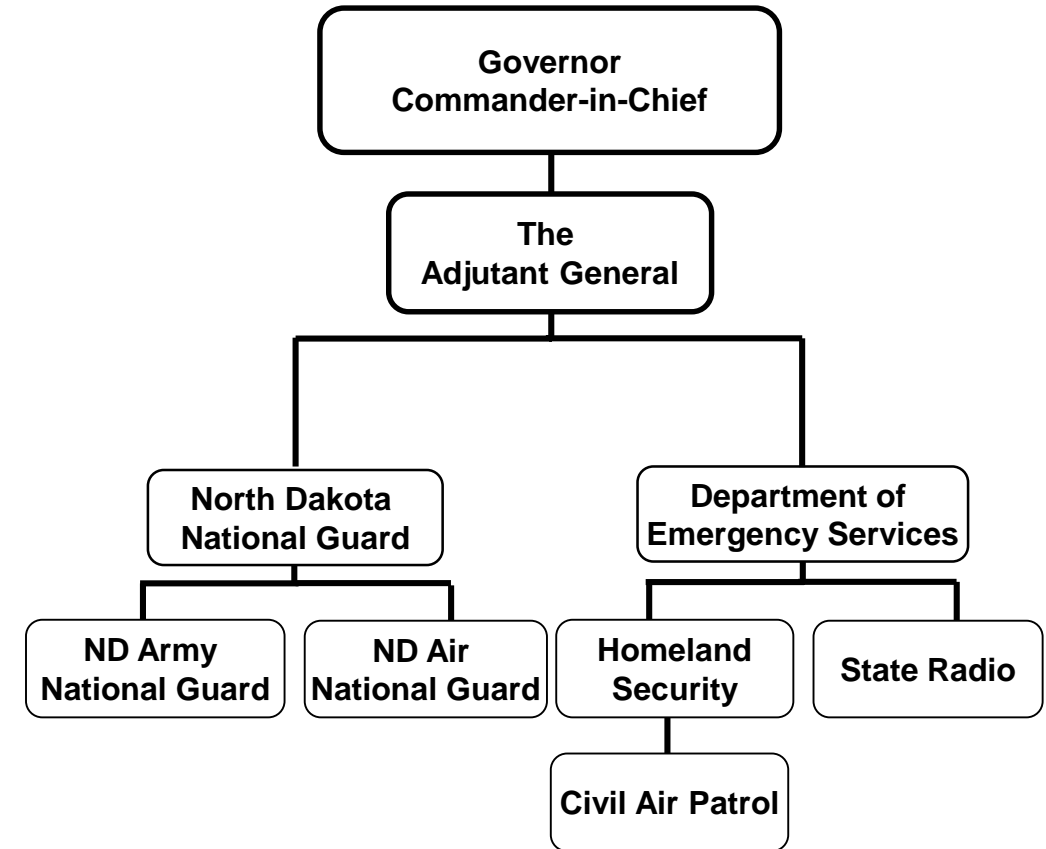 Governor
Commander-in-Chief
The
Adjutant General
North Dakota
National Guard
Department of
Emergency Services
ND Army
National Guard
ND Air
National Guard
Homeland
Security
State Radio
Civil Air Patrol